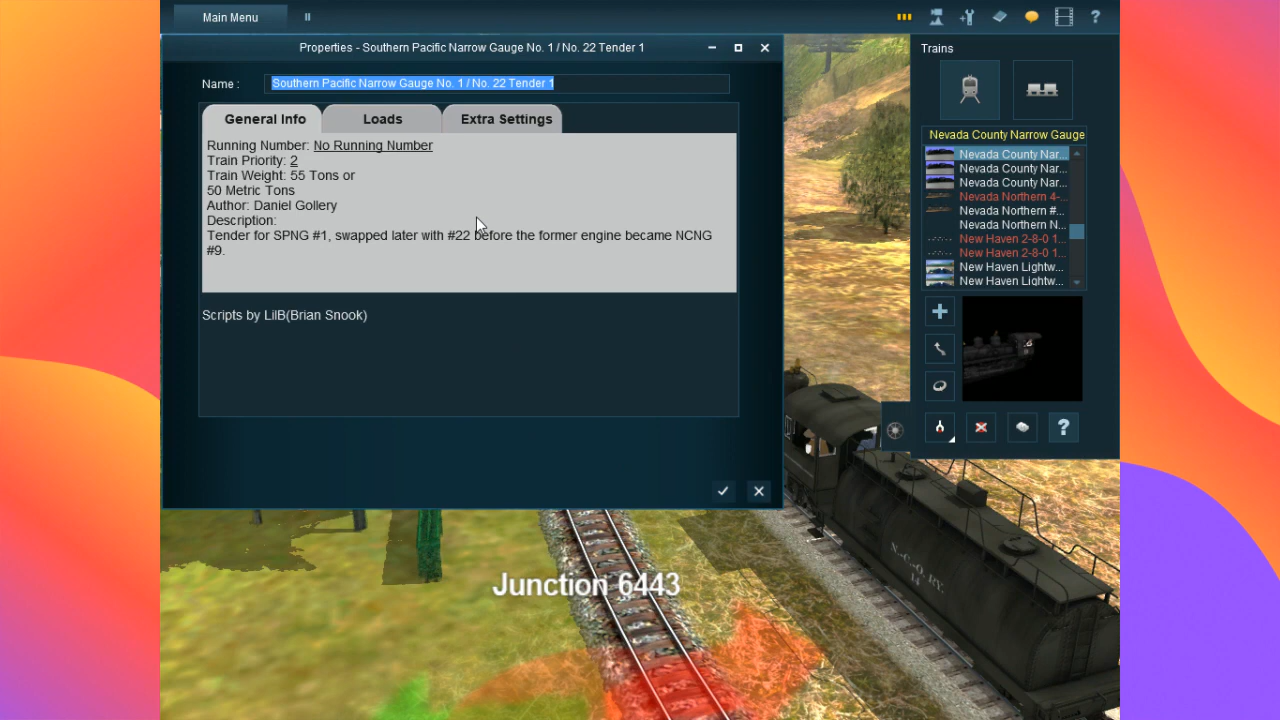 Main Menu
Properties - Southern Pacific Narrow Gauge No. 1 / No. 22 Tender 1
Name :
Southern Pacific Narrow Gauge No. 1 / No. 22 Tender 1
General Info
Loads
Extra Settings
Running Number: No Running Number
Train Priority: 2
Train Weight: 55 Tons or
50 Metric Tons
Author: Daniel Gollery
Description:
Tender for SPNG #1, swapped later with #22 before the former engine became NCNG
#9.
Scripts by LilB(Brian Snook)
Trains
Nevada County Narrow Gauge
Nevada County Nar...
Nevada County Nar...
Nevada County Nar...
Nevada Northern 4-...
Nevada Northern #...
Nevada Northern N...
New Haven 2-8-0 1...
New Haven 2-8-0 1...
New Haven Lightw...
New Haven Lightw...
?
?
Junction 6443
N-C-O RY.
14